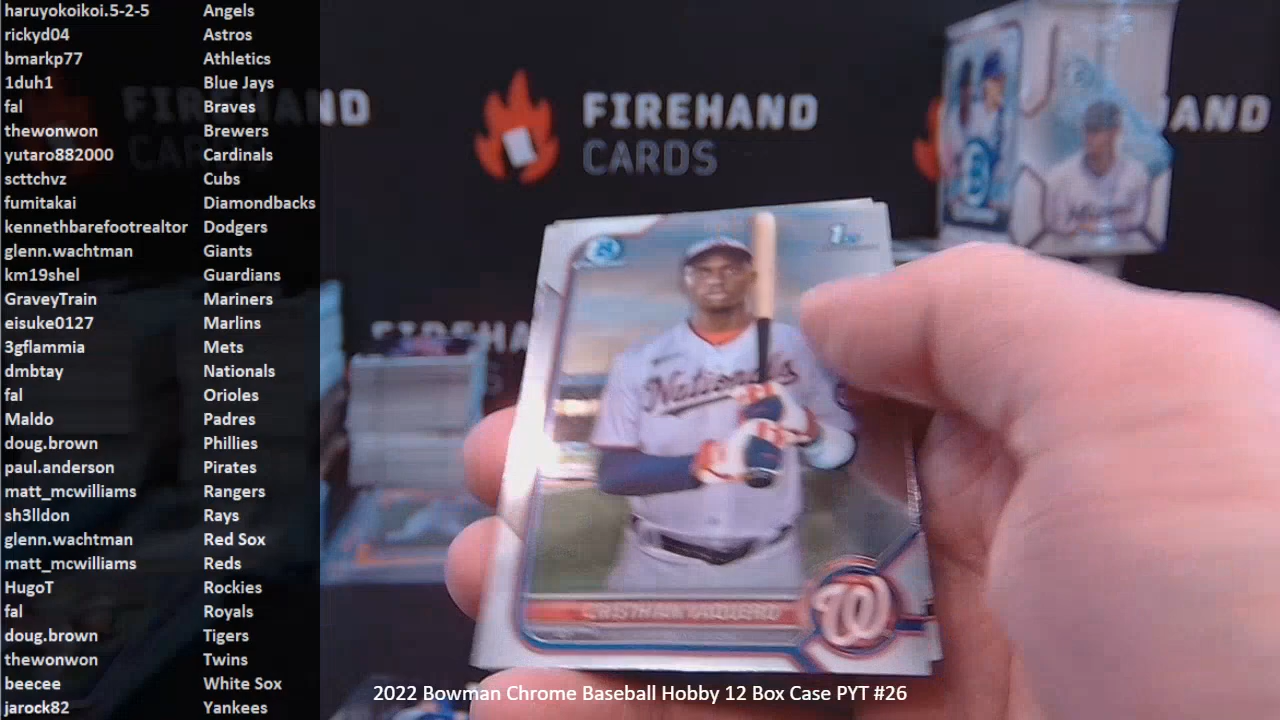 haruyokoikoi.5-2-5 Angels
rickyd04 Astros
bmarkp77 Athletics
1duh1 Blue Jays
fal Braves
thewonwon Brewers
yutaro882000 Cardinals
scttchvz Cubs
fumitakai Diamondbacks
kennethbarefootrealtor Dodgers
glenn.wachtman Giants
km19shel Guardians
GraveyTrain Mariners
eisuke0127 Marlins
3gflammia Mets
dmbtay Nationals
fal Orioles
Maldo Padres
doug.brown Phillies
paul.anderson Pirates
matt_mcwilliams Rangers
sh3lldon Rays
glenn.wachtman Red Sox
matt_mcwilliams Reds
HugoT Rockies
fal Royals
doug.brown Tigers
thewonwon Twins
beecee White Sox
jarock82 Yankees
FIREHAND
CARDS
FIREHAND
CARDS
1st
Nationals
CRISTHIAN VAQUERO
W
2022 Bowman Chrome Baseball Hobby 12 Box Case PYT #26